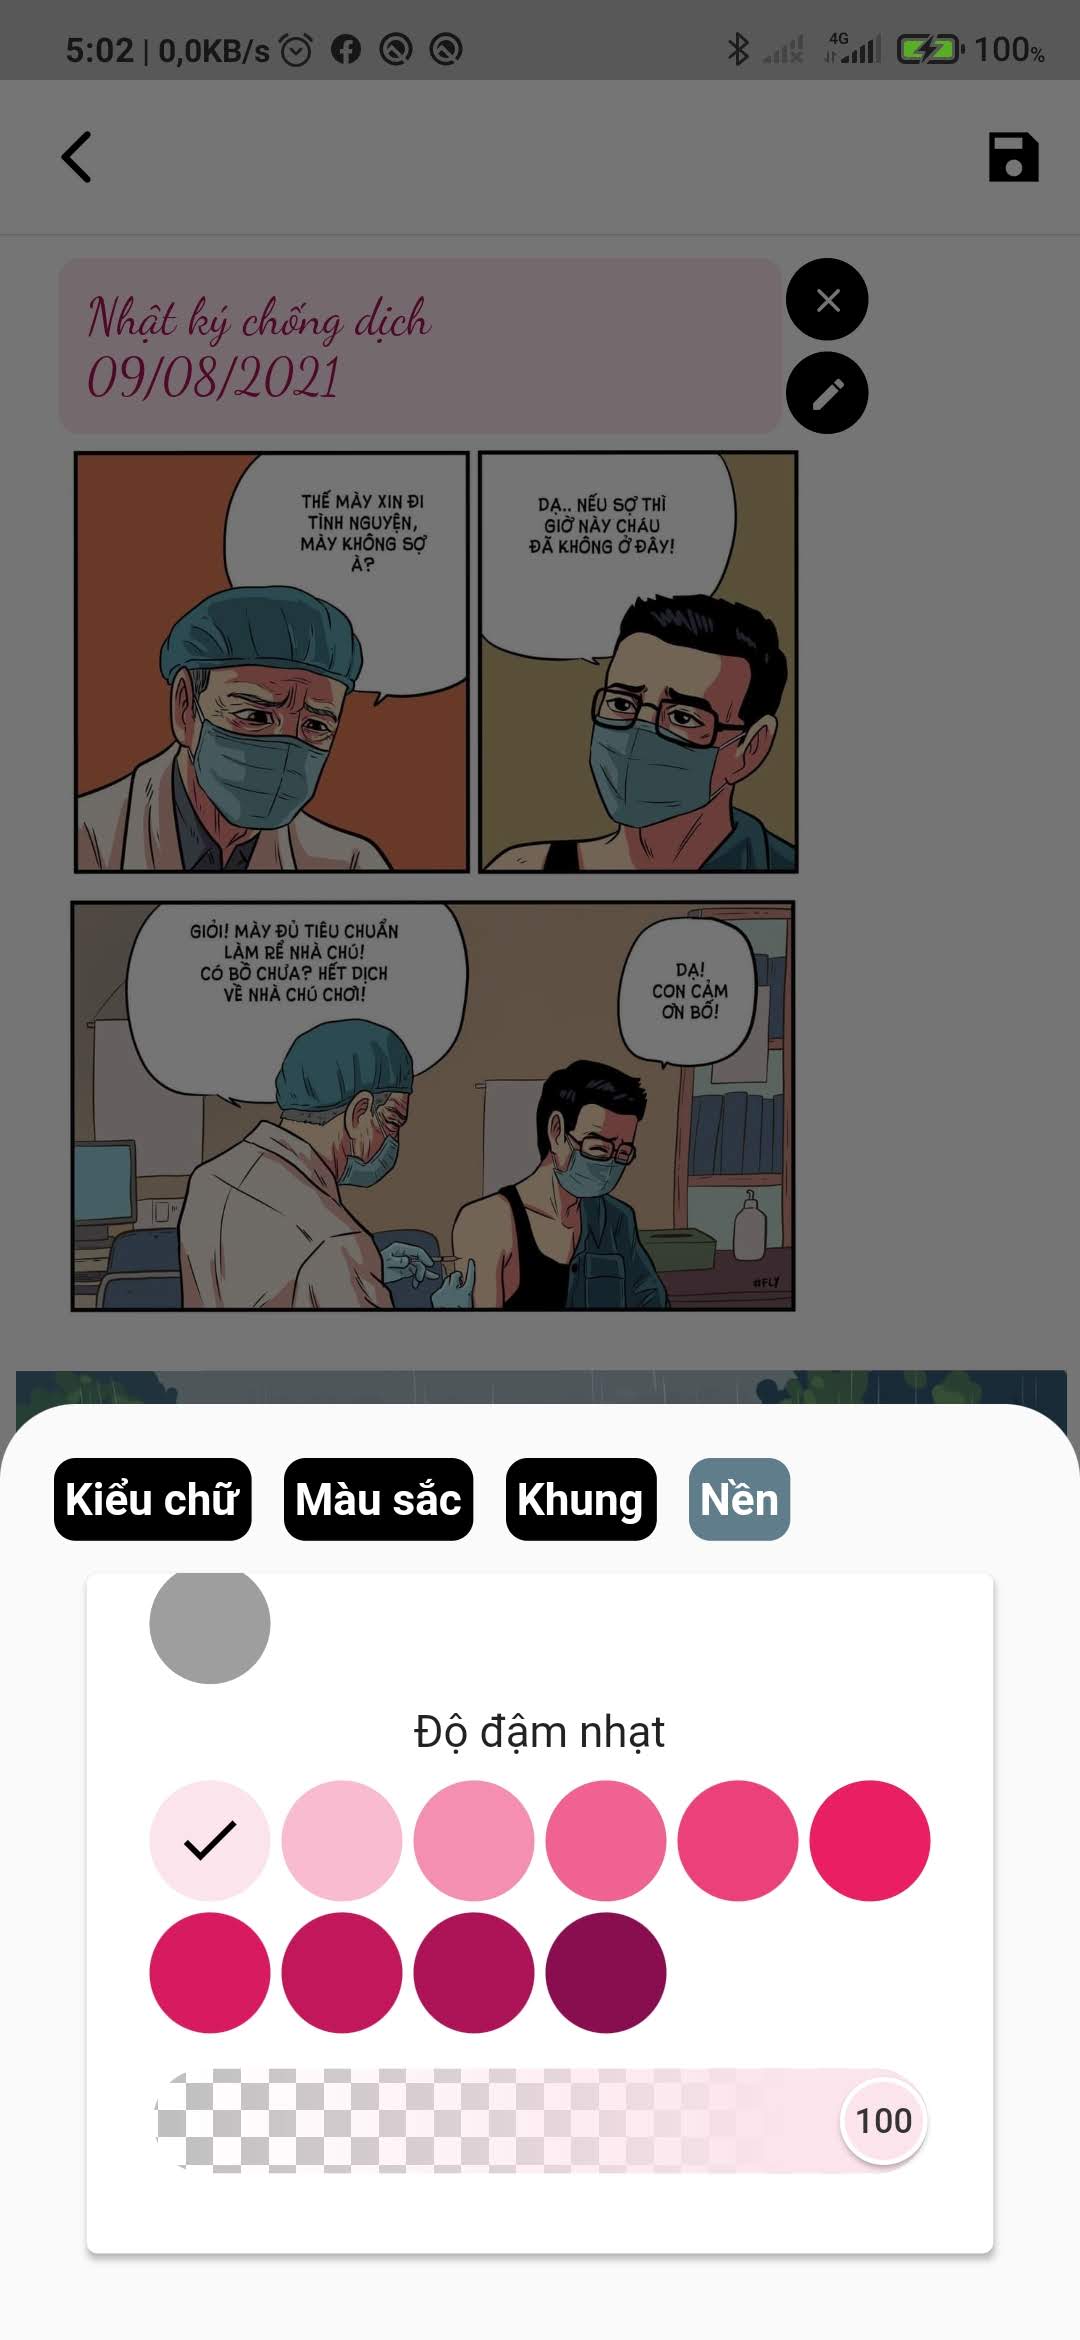 5:02 | 0,0KB/s 4G 100%
Nhật ký chống dịch
09/08/2021
THẾ MÀY XIN ĐI
TÌNH NGUYỆN,
MÀY KHÔNG SỢ
À?
DẠ.. NẾU SỢ THÌ
GIỜ NÀY CHÁU
ĐÃ KHÔNG Ở ĐÂY!
GIỎI! MÀY ĐỦ TIÊU CHUẨN
LÀM RỂ NHÀ CHÚ!
CÓ BỒ CHƯA? HẾT DỊCH
VỀ NHÀ CHÚ CHƠI!
DẠ!
CON CẢM
ƠN BỐ!
#FLY
Kiểu chữ Màu sắc Khung Nền
Độ đậm nhạt
100